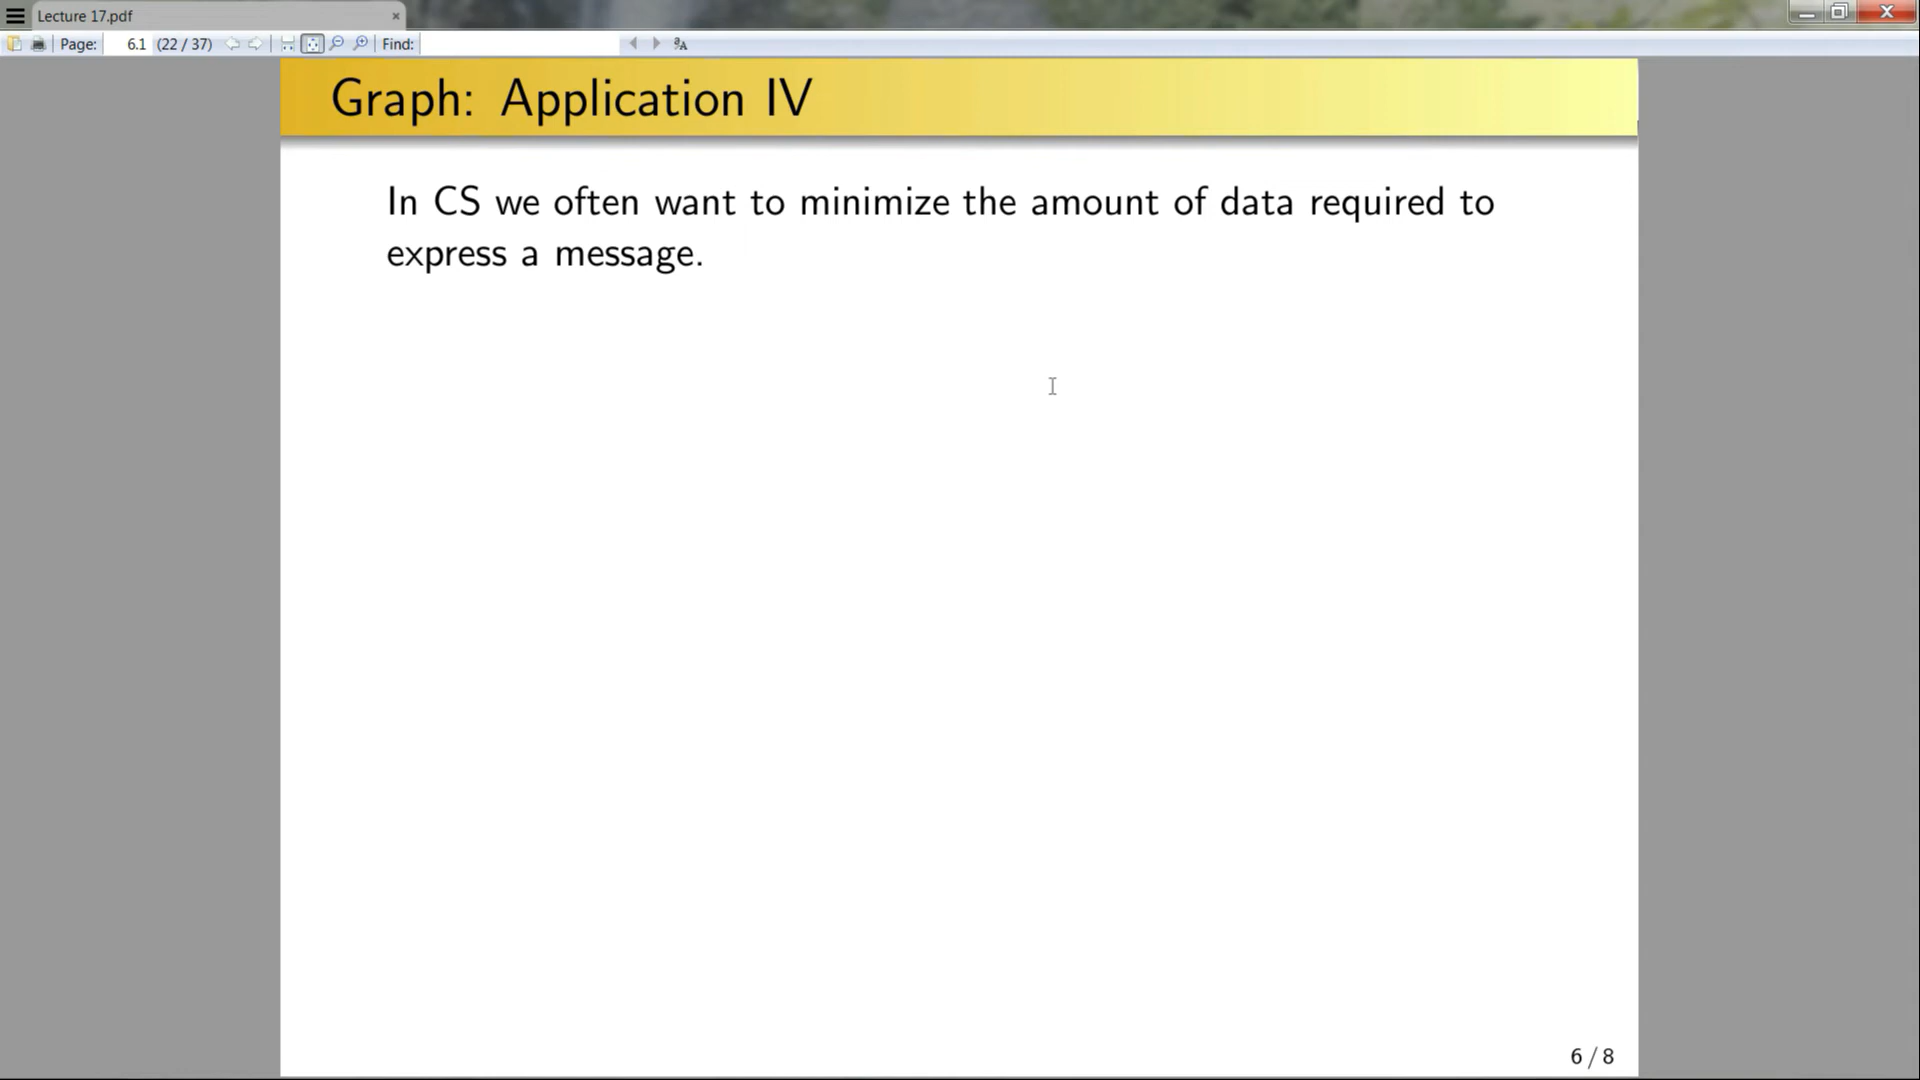 Lecture 17.pdf
Page: 6.1 (22 / 37) Find:
Graph: Application IV
In CS we often want to minimize the amount of data required to
express a message.
6 / 8